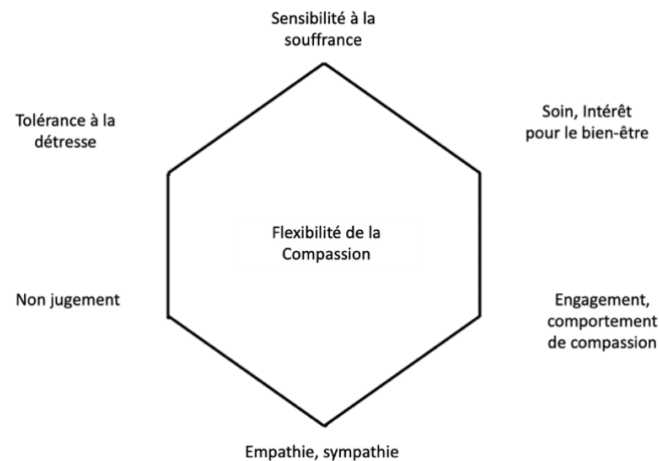 Sensibilité à la
souffrance
Tolérance à la
détresse
Soin, Intérêt
pour le bien-être
Flexibilité de la
Compassion
Non jugement
Engagement,
comportement
de compassion
Empathie, sympathie